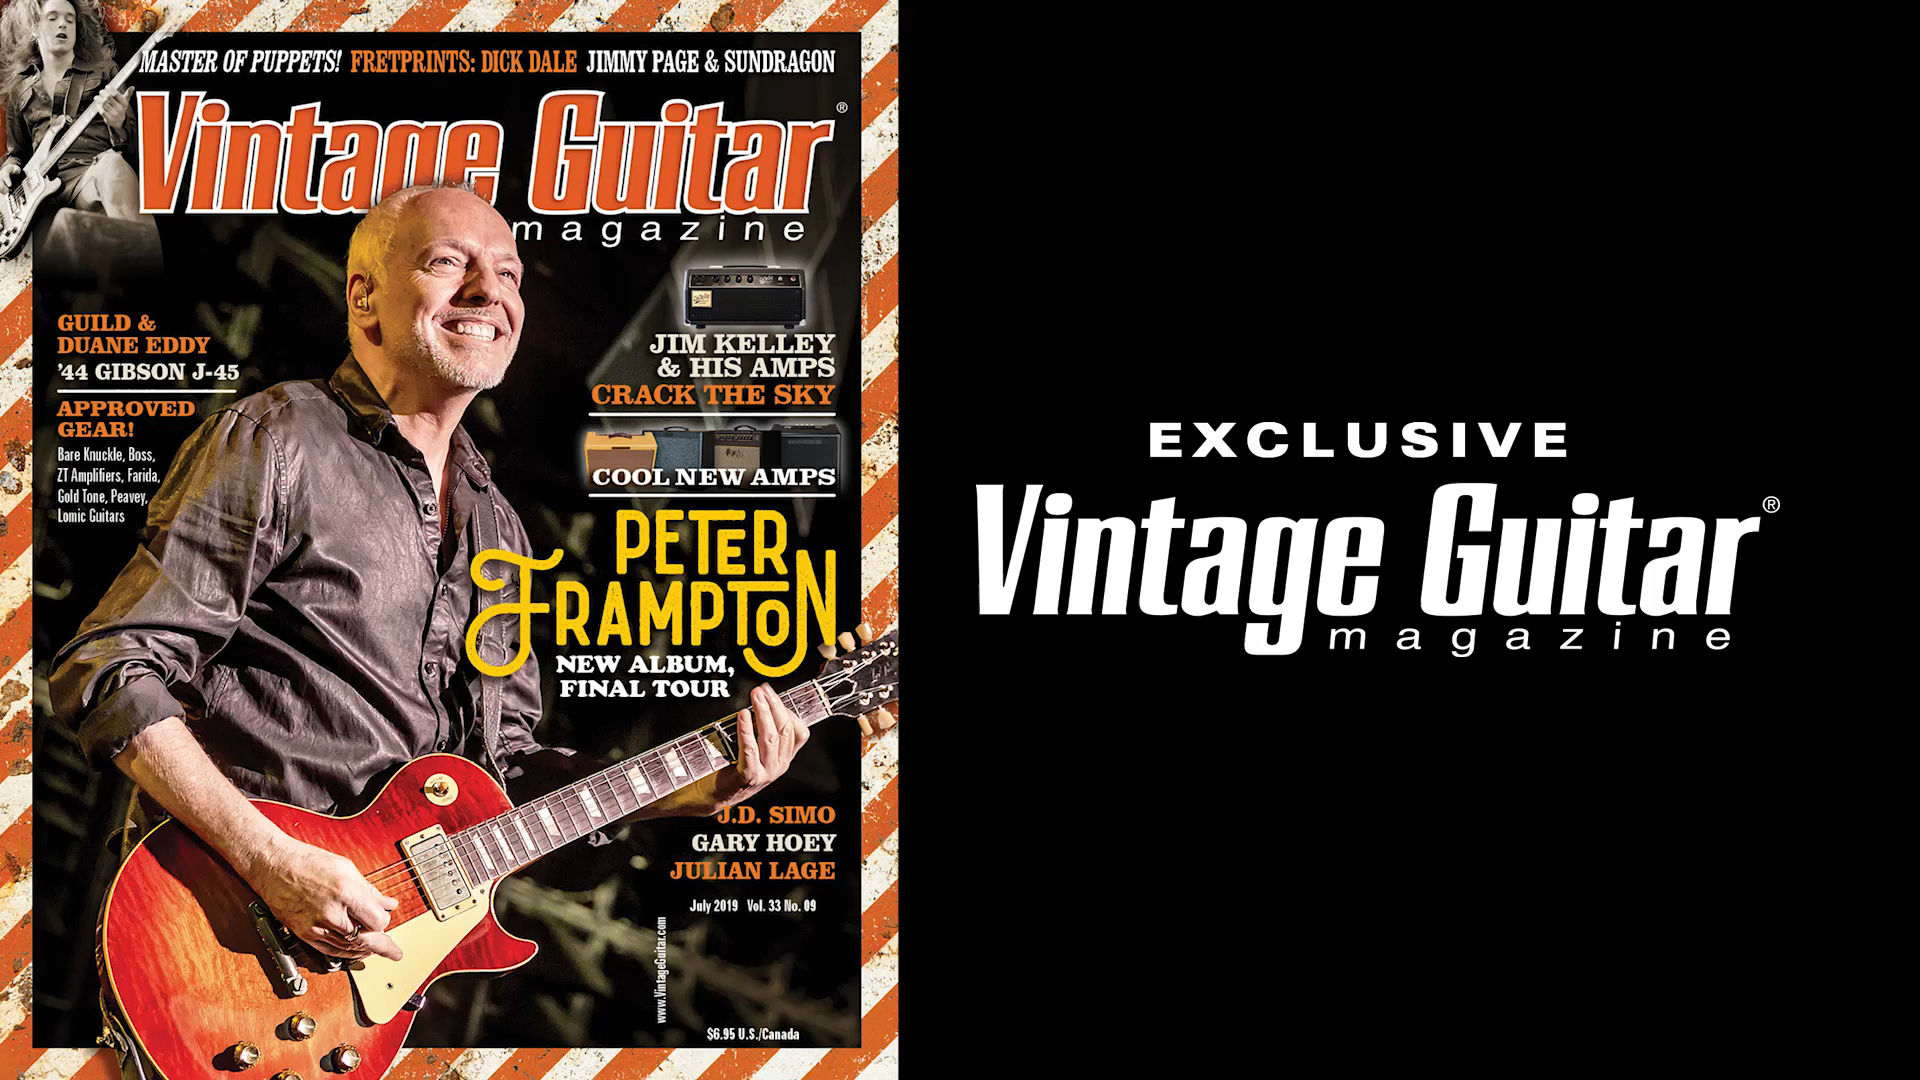 MASTER OF PUPPETS! FRETPRINTS: DICK DALE JIMMY PAGE & SUNDRAGON
Vintage Guitar®
magazine
GUILD &
DUANE EDDY
'44 GIBSON J-45
APPROVED
GEAR!
Bare Knuckle, Boss,
ZT Amplifiers, Farida,
Gold Tone, Peavey,
Lomic Guitars
JIM KELLEY
& HIS AMPS
CRACK THE SKY
COOL NEW AMPS
PETER
FRAMPTON
NEW ALBUM,
FINAL TOUR
J.D. SIMO
GARY HOEY
JULIAN LAGE
July 2019 Vol. 33 No. 09
www.VintageGuitar.com
$6.95 U.S./Canada
EXCLUSIVE
Vintage Guitar®
magazine